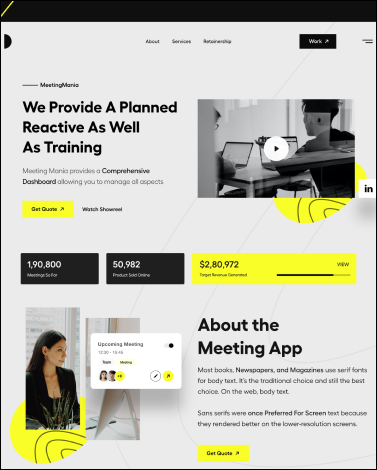 About Services Retainership Work
MeetingMania
We Provide A Planned
Reactive As Well
As Training
Meeting Mania provides a Comprehensive
Dashboard allowing you to manage all aspects
Get Quote Watch Showreel
in
1,90,800
Meetings So Far
50,982
Product Sold Online
$2,80,972
Target Revenue Generated
VIEW
Upcoming Meeting
12:30 - 15:45
Team Meeting
About the
Meeting App
Most books, Newspapers, and Magazines use serif fonts
for body text. It's the traditional choice and still the best
choice. On the web, body text.
Sans serifs were once Preferred For Screen text because
they rendered better on the lower-resolution screens.
Get Quote